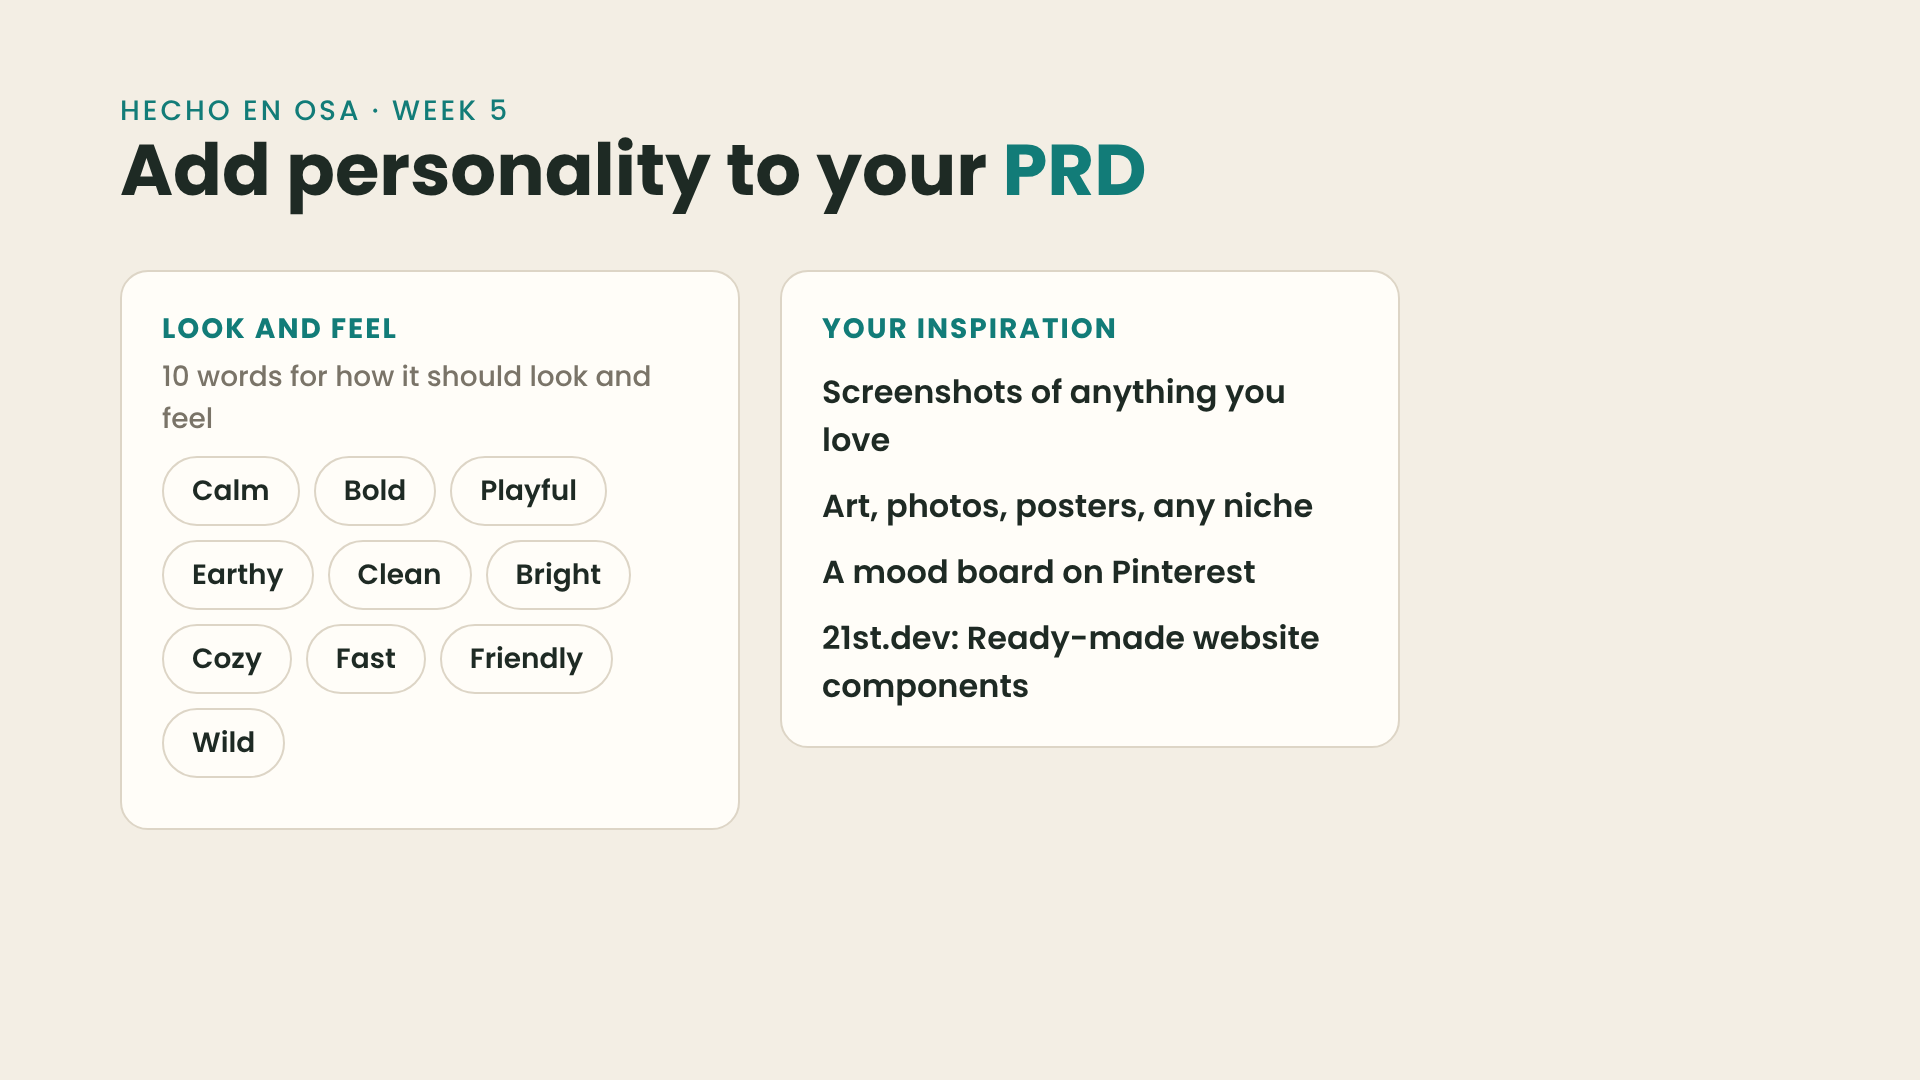 HECHO EN OSA · WEEK 5
Add personality to your PRD
LOOK AND FEEL
10 words for how it should look and
feel
Calm
Bold
Playful
Earthy
Clean
Bright
Cozy
Fast
Friendly
Wild
YOUR INSPIRATION
Screenshots of anything you
love
Art, photos, posters, any niche
A mood board on Pinterest
21st.dev: Ready-made website
components